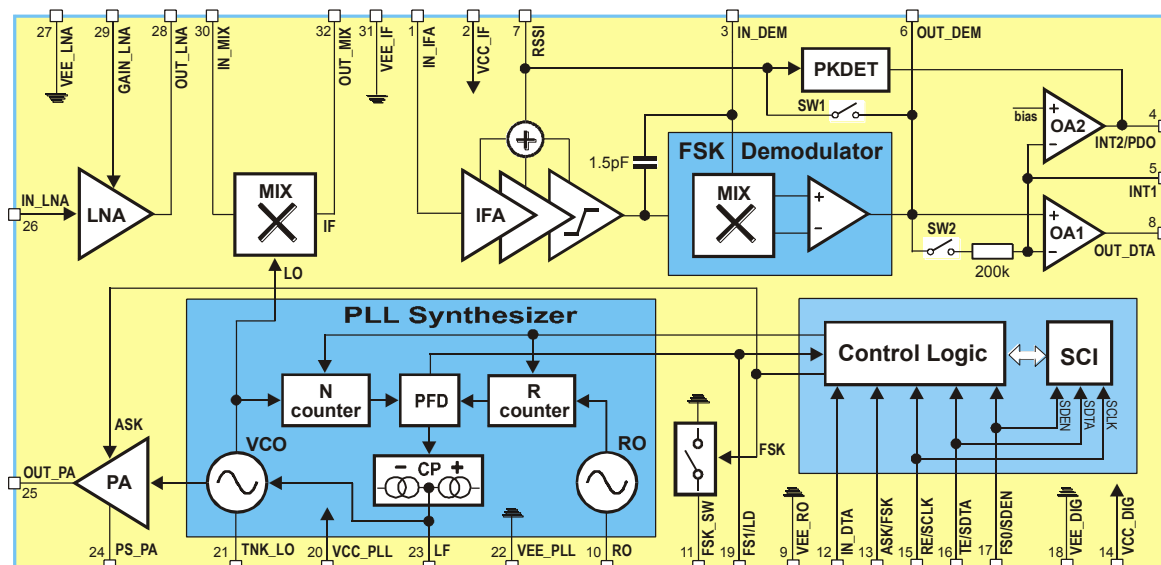 27 29 28 30 32 31 1 2 7 3 6
VEE_LNA
GAIN_LNA
OUT_LNA
IN_MIX
OUT_MIX
VEE_IF
IN_IFA
VCC_IF
RSSI
IN_DEM
OUT_DEM
PKDET
SW1
bias
+
−
OA2
4
INT2/PDO
1.5pF
FSK Demodulator
5
INT1
IN_LNA
26
LNA
MIX
IF
LO
+
IFA
MIX
+
−
SW2
200k
+
−
OA1
8
OUT_DTA
PLL Synthesizer
N
counter
PFD
R
counter
Control Logic
SCI
SDEN
SDTA
SCLK
ASK
VCO
RO
− CP +
FSK
OUT_PA
25
PA
24
PS_PA
21
TNK_LO
20
VCC_PLL
23
LF
22
VEE_PLL
10
RO
11
FSK_SW
19
FS1/LD
9
VEE_RO
12
IN_DTA
13
ASK/FSK
15
RE/SCLK
16
TE/SDTA
17
FS0/SDEN
18
VEE_DIG
14
VCC_DIG